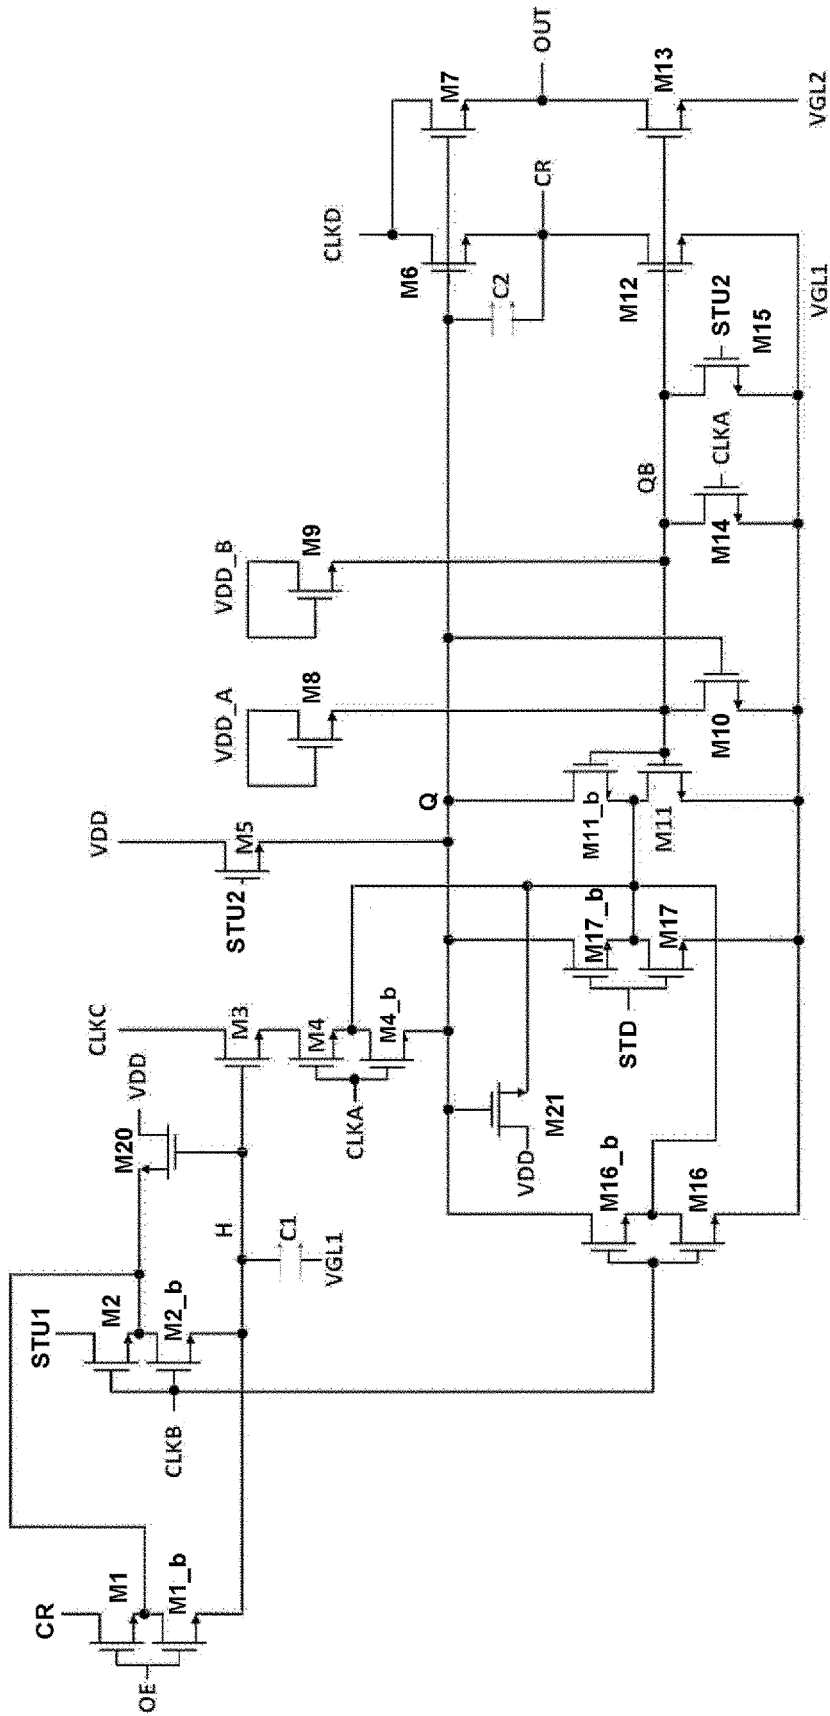 CR
M1
M1_b
OE
STU1
M2
M2_b
CLKB
M20
VDD
H
C1
VGL1
CLKC
M3
M4
M4_b
CLKA
VDD
STU2
M5
VDD_A
M8
VDD_B
M9
Q
M21
VDD
M16_b
M16
M17_b
M17
STD
M11_b
M11
M10
QB
M14
CLKA
M15
STU2
VGL1
CLKD
M6
C2
CR
M12
M7
OUT
M13
VGL2